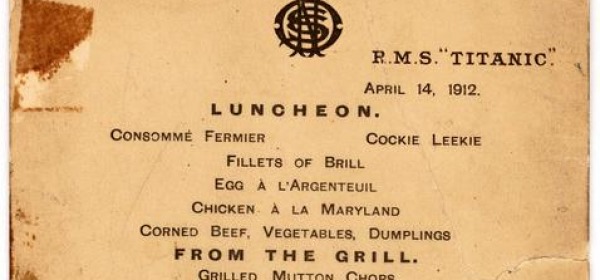 R.M.S. "TITANIC".
APRIL 14, 1912.
LUNCHEON.
CONSOMMÉ FERMIER COCKIE LEEKIE
FILLETS OF BRILL
EGG À L'ARGENTEUIL
CHICKEN À LA MARYLAND
CORNED BEEF, VEGETABLES, DUMPLINGS
FROM THE GRILL.
GRILLED MUTTON CHOPS